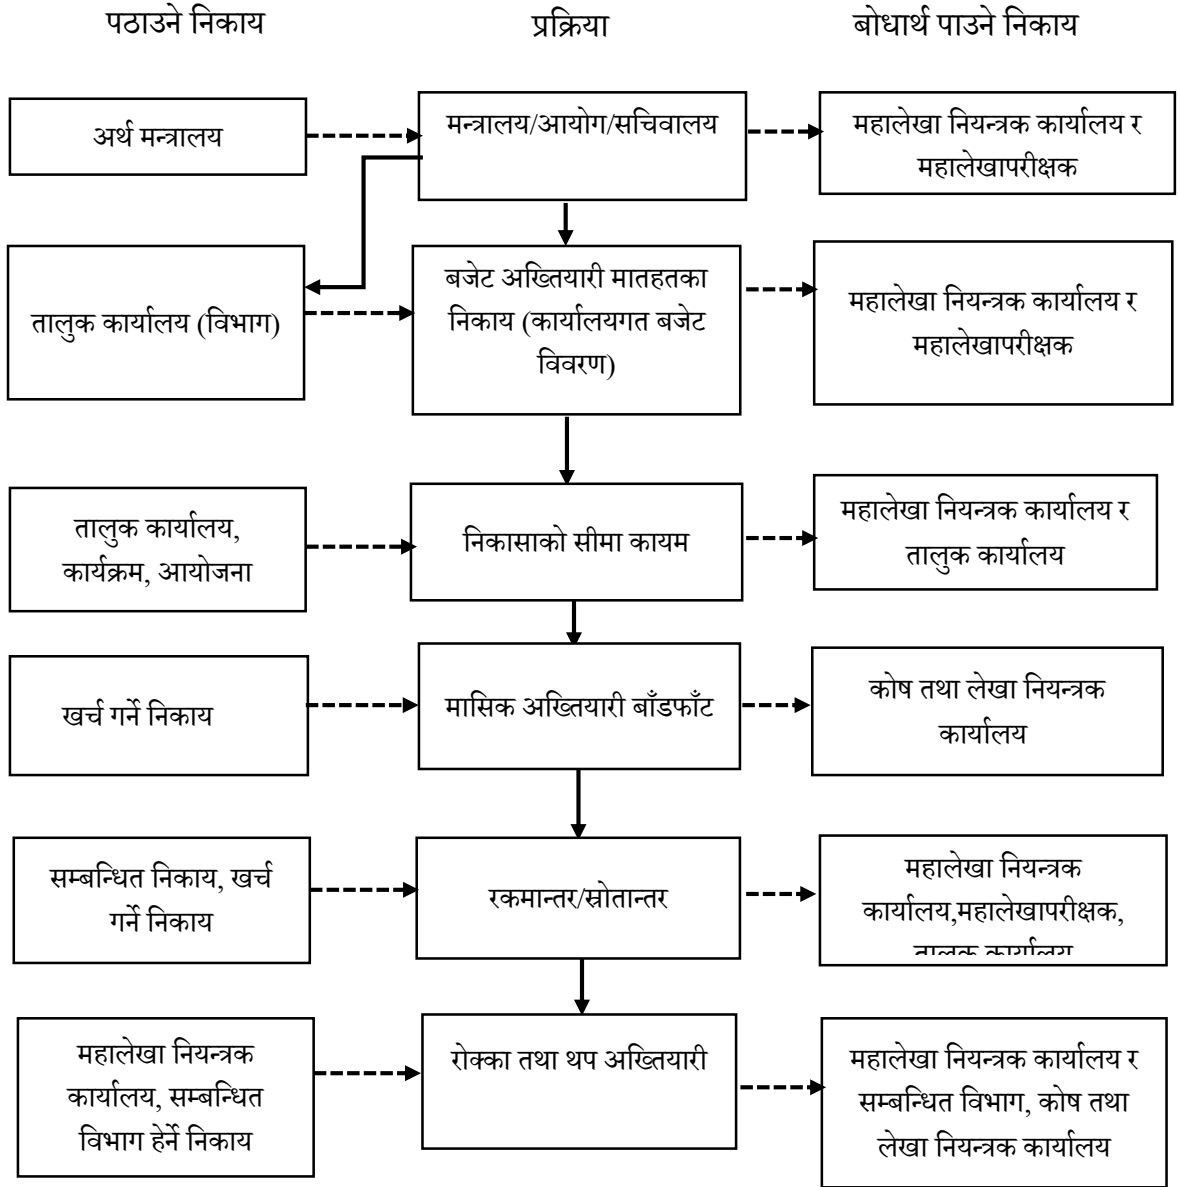 पठाउने निकाय
प्रक्रिया
बोधार्थ पाउने निकाय
अर्थ मन्त्रालय
मन्त्रालय/आयोग/सचिवालय
महालेखा नियन्त्रक कार्यालय र
महालेखापरीक्षक
तालुक कार्यालय (विभाग)
बजेट अख्तियारी मातहतका
निकाय (कार्यालयगत बजेट
विवरण)
महालेखा नियन्त्रक कार्यालय र
महालेखापरीक्षक
तालुक कार्यालय,
कार्यक्रम, आयोजना
निकासाको सीमा कायम
महालेखा नियन्त्रक कार्यालय र
तालुक कार्यालय
खर्च गर्ने निकाय
मासिक अख्तियारी बाँडफाँट
कोष तथा लेखा नियन्त्रक
कार्यालय
सम्बन्धित निकाय, खर्च
गर्ने निकाय
रकमान्तर/स्रोतान्तर
महालेखा नियन्त्रक
कार्यालय,महालेखापरीक्षक,
तालुक कार्यालय
महालेखा नियन्त्रक
कार्यालय, सम्बन्धित
विभाग हेर्ने निकाय
रोक्का तथा थप अख्तियारी
महालेखा नियन्त्रक कार्यालय र
सम्बन्धित विभाग, कोष तथा
लेखा नियन्त्रक कार्यालय